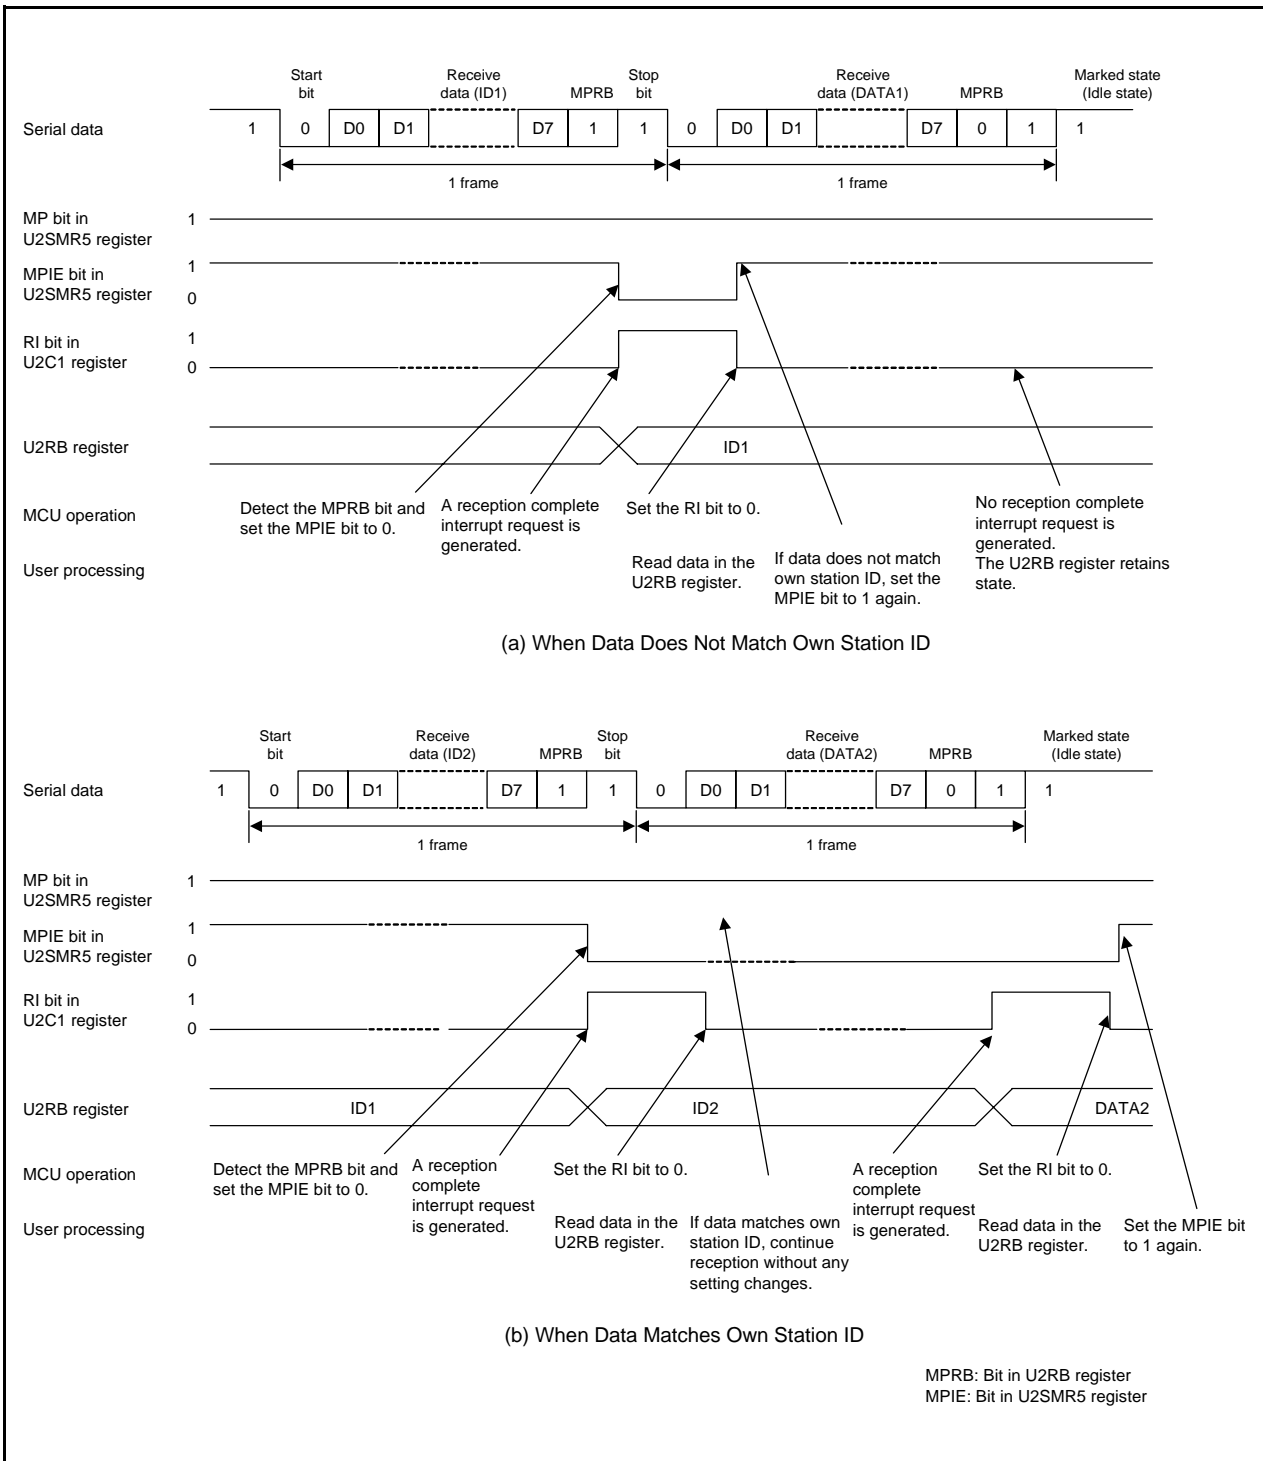 Start
bit
Receive
data (ID1)
MPRB
Stop
bit
Receive
data (DATA1)
MPRB
Marked state
(Idle state)
Serial data
1 0 D0 D1 D7 1 1 0 D0 D1 D7 0 1 1
1 frame
1 frame
MP bit in
U2SMR5 register
1
MPIE bit in
U2SMR5 register
1
0
RI bit in
U2C1 register
1
0
U2RB register
ID1
MCU operation
Detect the MPRB bit and
set the MPIE bit to 0.
A reception complete
interrupt request is
generated.
Set the RI bit to 0.
No reception complete
interrupt request is
generated.
The U2RB register retains
state.
User processing
Read data in the
U2RB register.
If data does not match
own station ID, set the
MPIE bit to 1 again.
(a) When Data Does Not Match Own Station ID
Start
bit
Receive
data (ID2)
MPRB
Stop
bit
Receive
data (DATA2)
MPRB
Marked state
(Idle state)
Serial data
1 0 D0 D1 D7 1 1 0 D0 D1 D7 0 1 1
1 frame
1 frame
MP bit in
U2SMR5 register
1
MPIE bit in
U2SMR5 register
1
0
RI bit in
U2C1 register
1
0
U2RB register
ID1
ID2
DATA2
MCU operation
Detect the MPRB bit and
set the MPIE bit to 0.
A reception
complete
interrupt request
is generated.
Set the RI bit to 0.
A reception
complete
interrupt request
is generated.
Set the RI bit to 0.
User processing
Read data in the
U2RB register.
If data matches own
station ID, continue
reception without any
setting changes.
Read data in the
U2RB register.
Set the MPIE bit
to 1 again.
(b) When Data Matches Own Station ID
MPRB: Bit in U2RB register
MPIE: Bit in U2SMR5 register